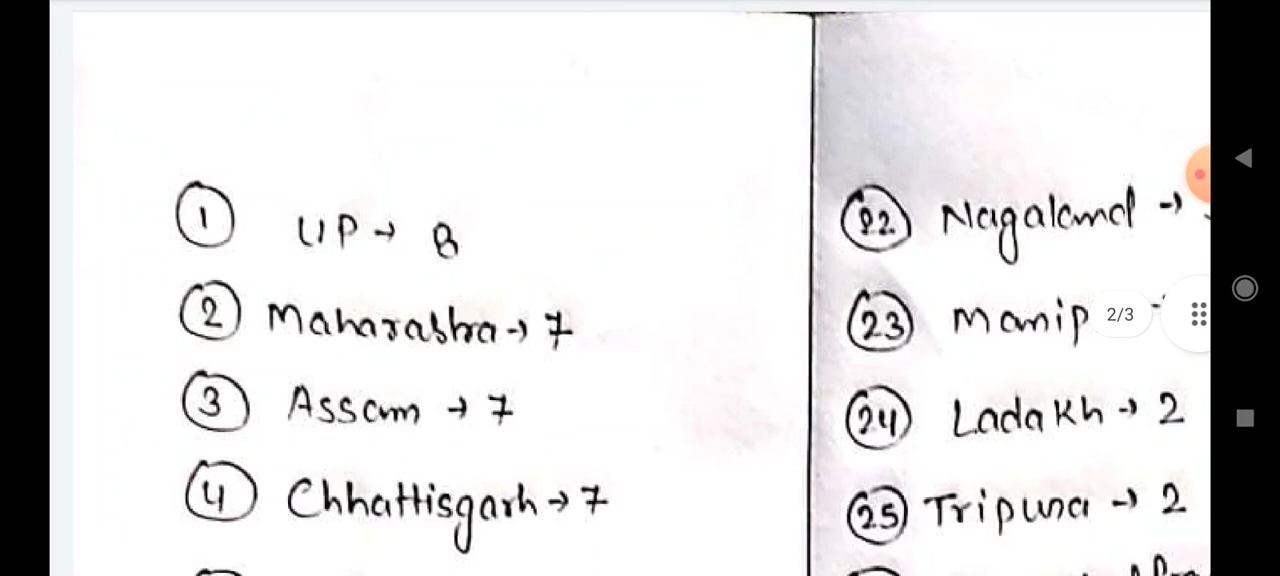 1 UP → 8
2 Maharashtra → 7
3 Assam → 7
4 Chhattisgarh → 7
22 Nagaland →
23 Manip
24 Ladakh → 2
25 Tripura → 2
2/3